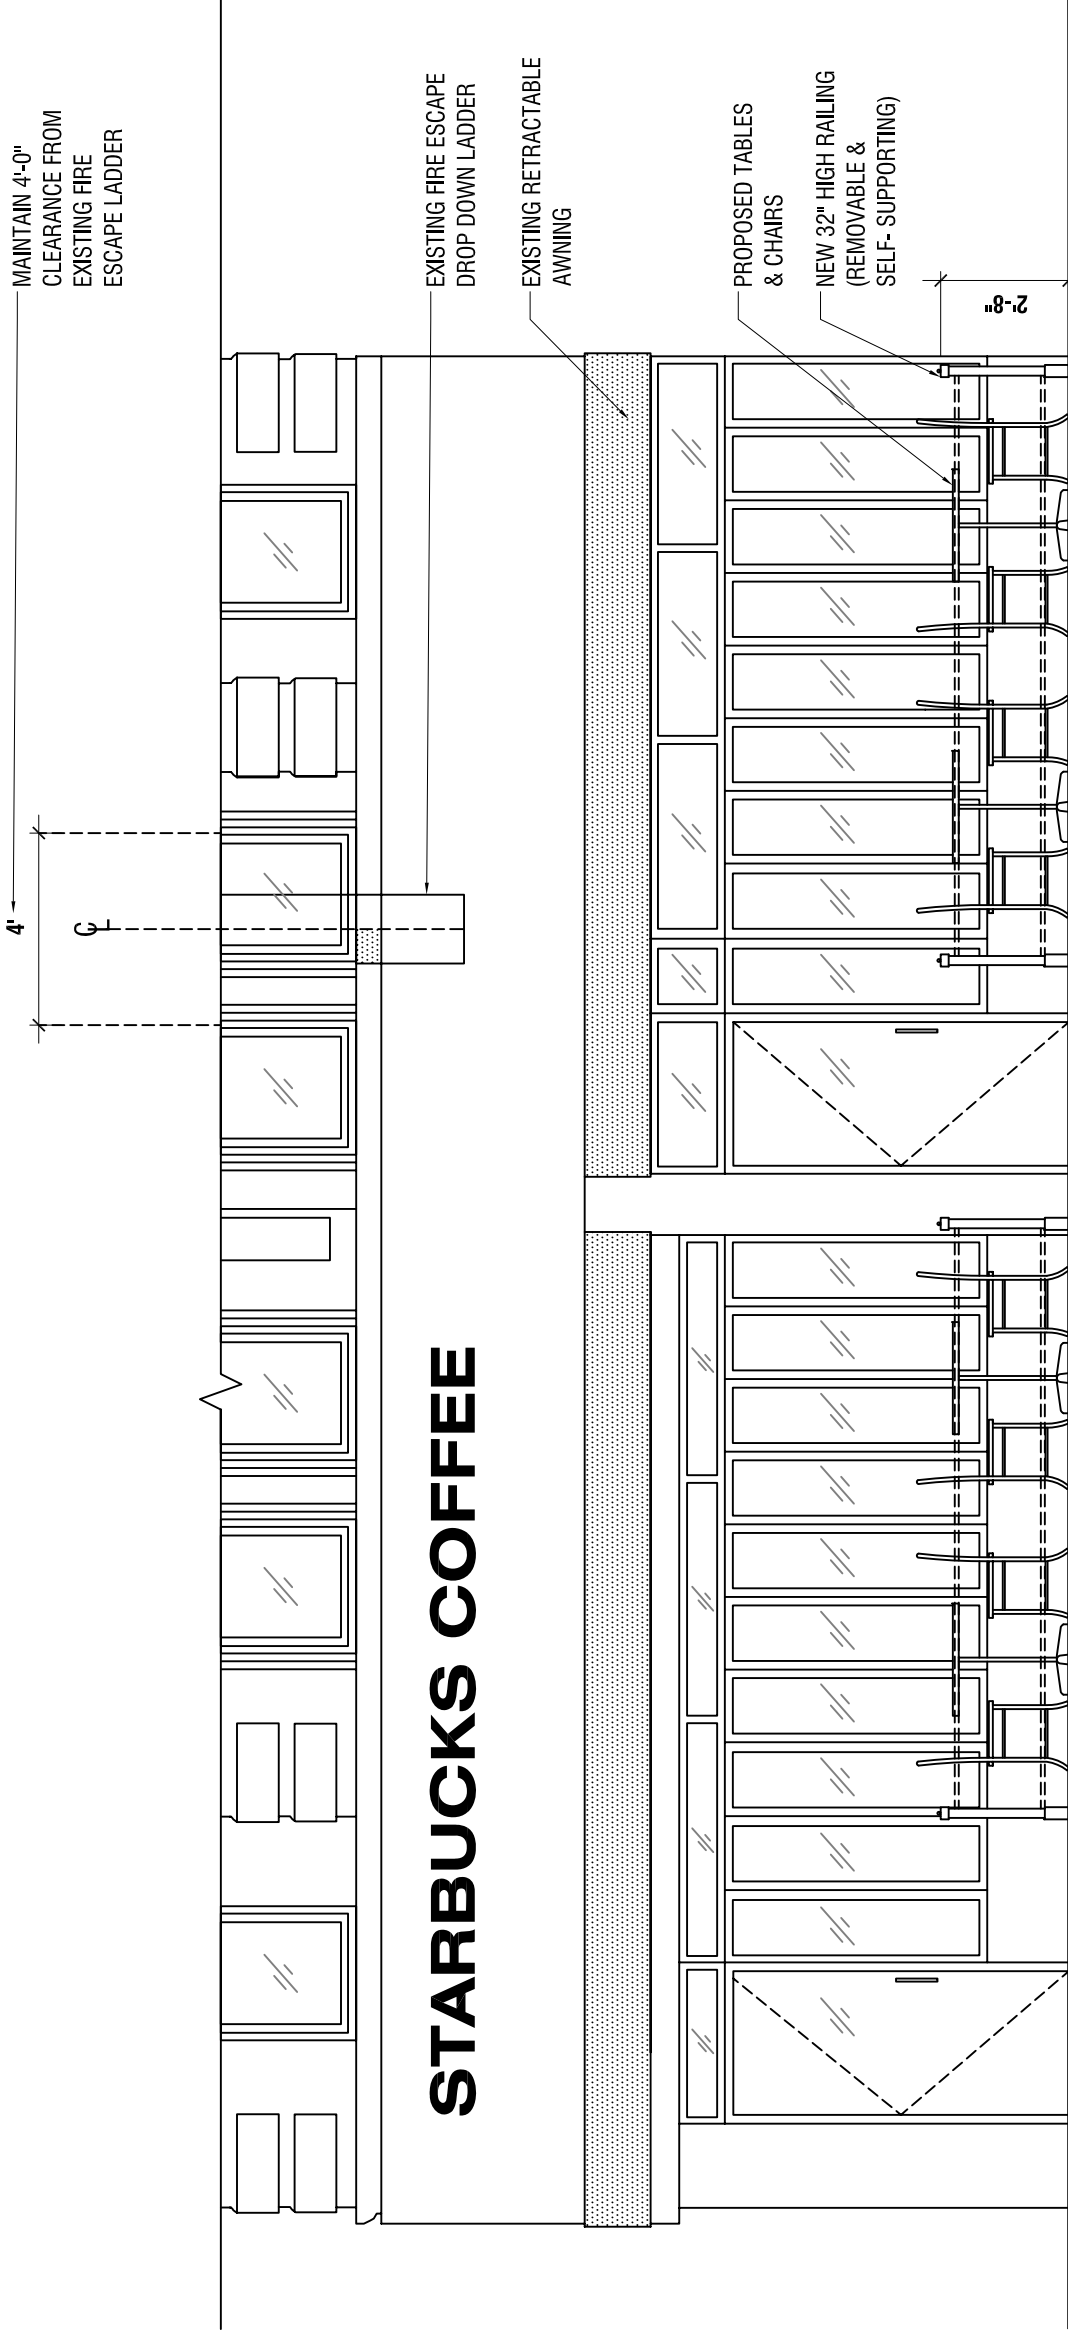 MAINTAIN 4'-0"
CLEARANCE FROM
EXISTING FIRE
ESCAPE LADDER
4'
CL
EXISTING FIRE ESCAPE
DROP DOWN LADDER
EXISTING RETRACTABLE
AWNING
STARBUCKS COFFEE
PROPOSED TABLES
& CHAIRS
NEW 32" HIGH RAILING
(REMOVABLE &
SELF- SUPPORTING)
2'-8"